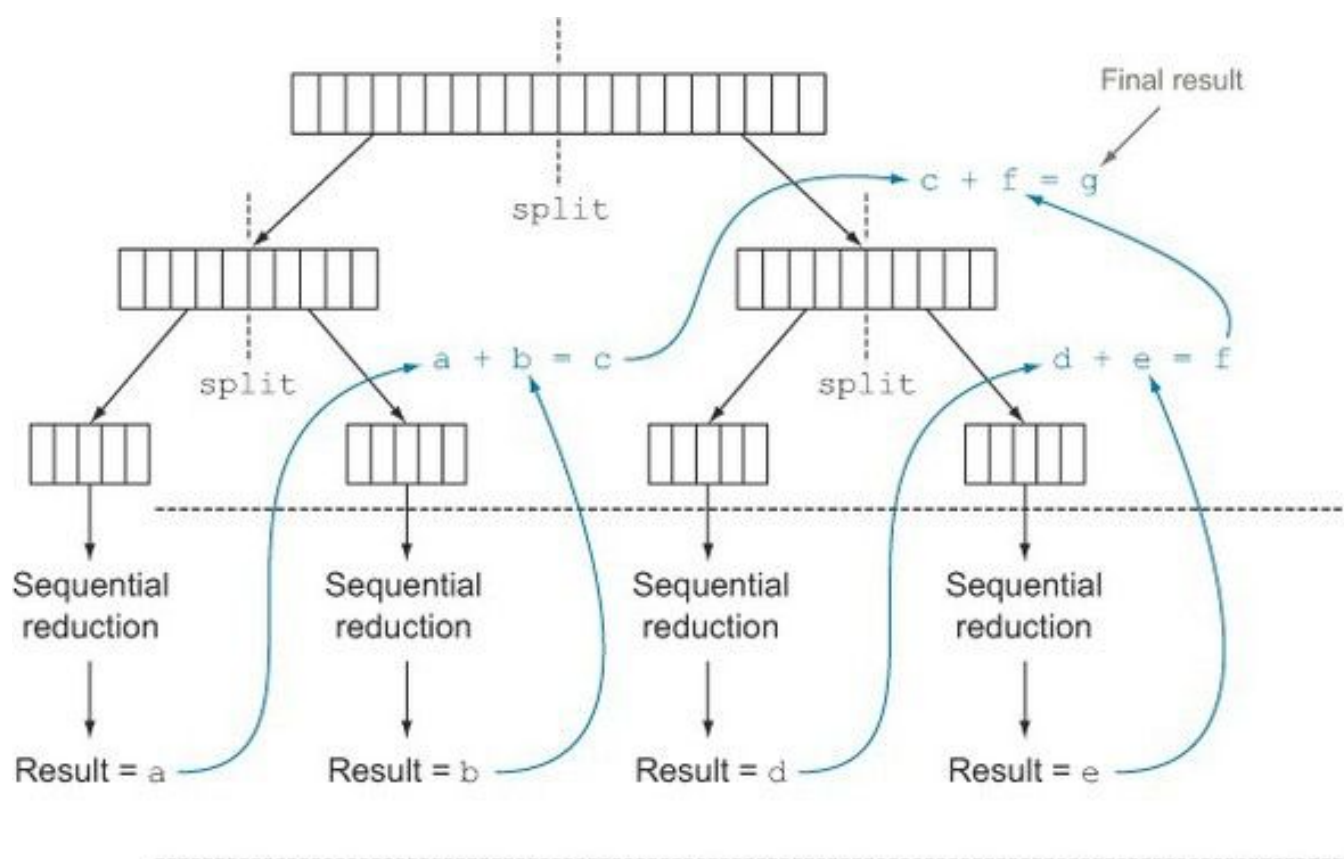 Final result
c + f = g
split
a + b = c
d + e = f
split
split
Sequential
reduction
Sequential
reduction
Sequential
reduction
Sequential
reduction
Result = a
Result = b
Result = d
Result = e